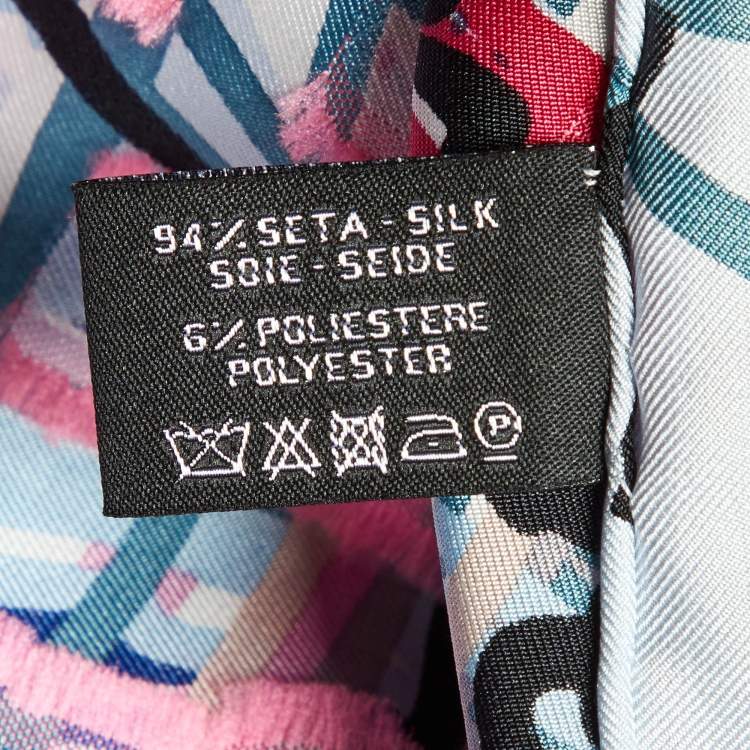 94% SETA - SILK
SOIE - SEIDE
6% POLIESTERE
POLYESTER
P